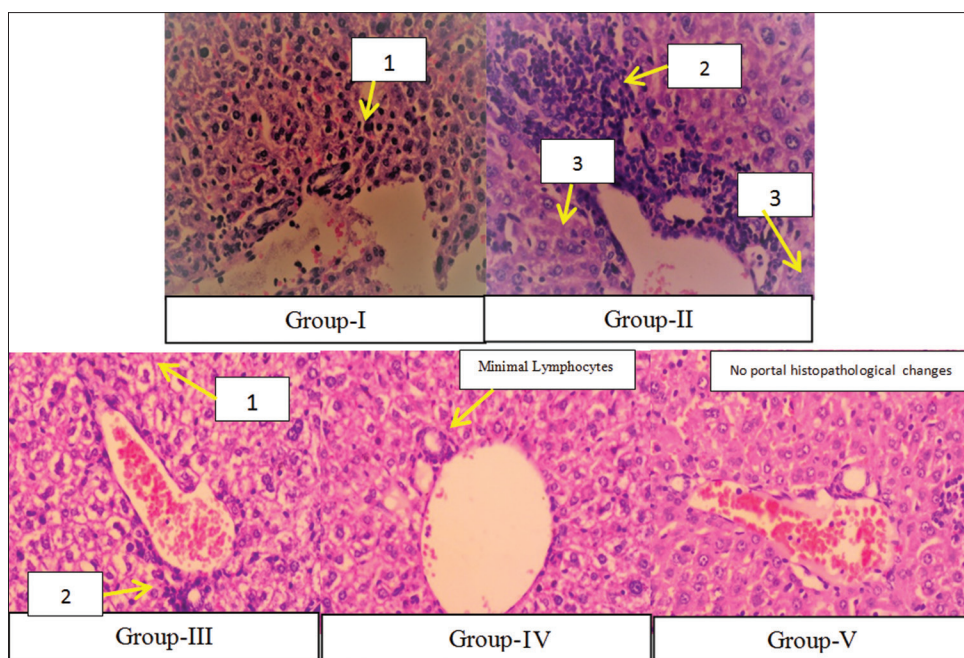 1
2
3
3
Group-I
Group-II
1
2
Minimal Lymphocytes
No portal histopathological changes
Group-III
Group-IV
Group-V